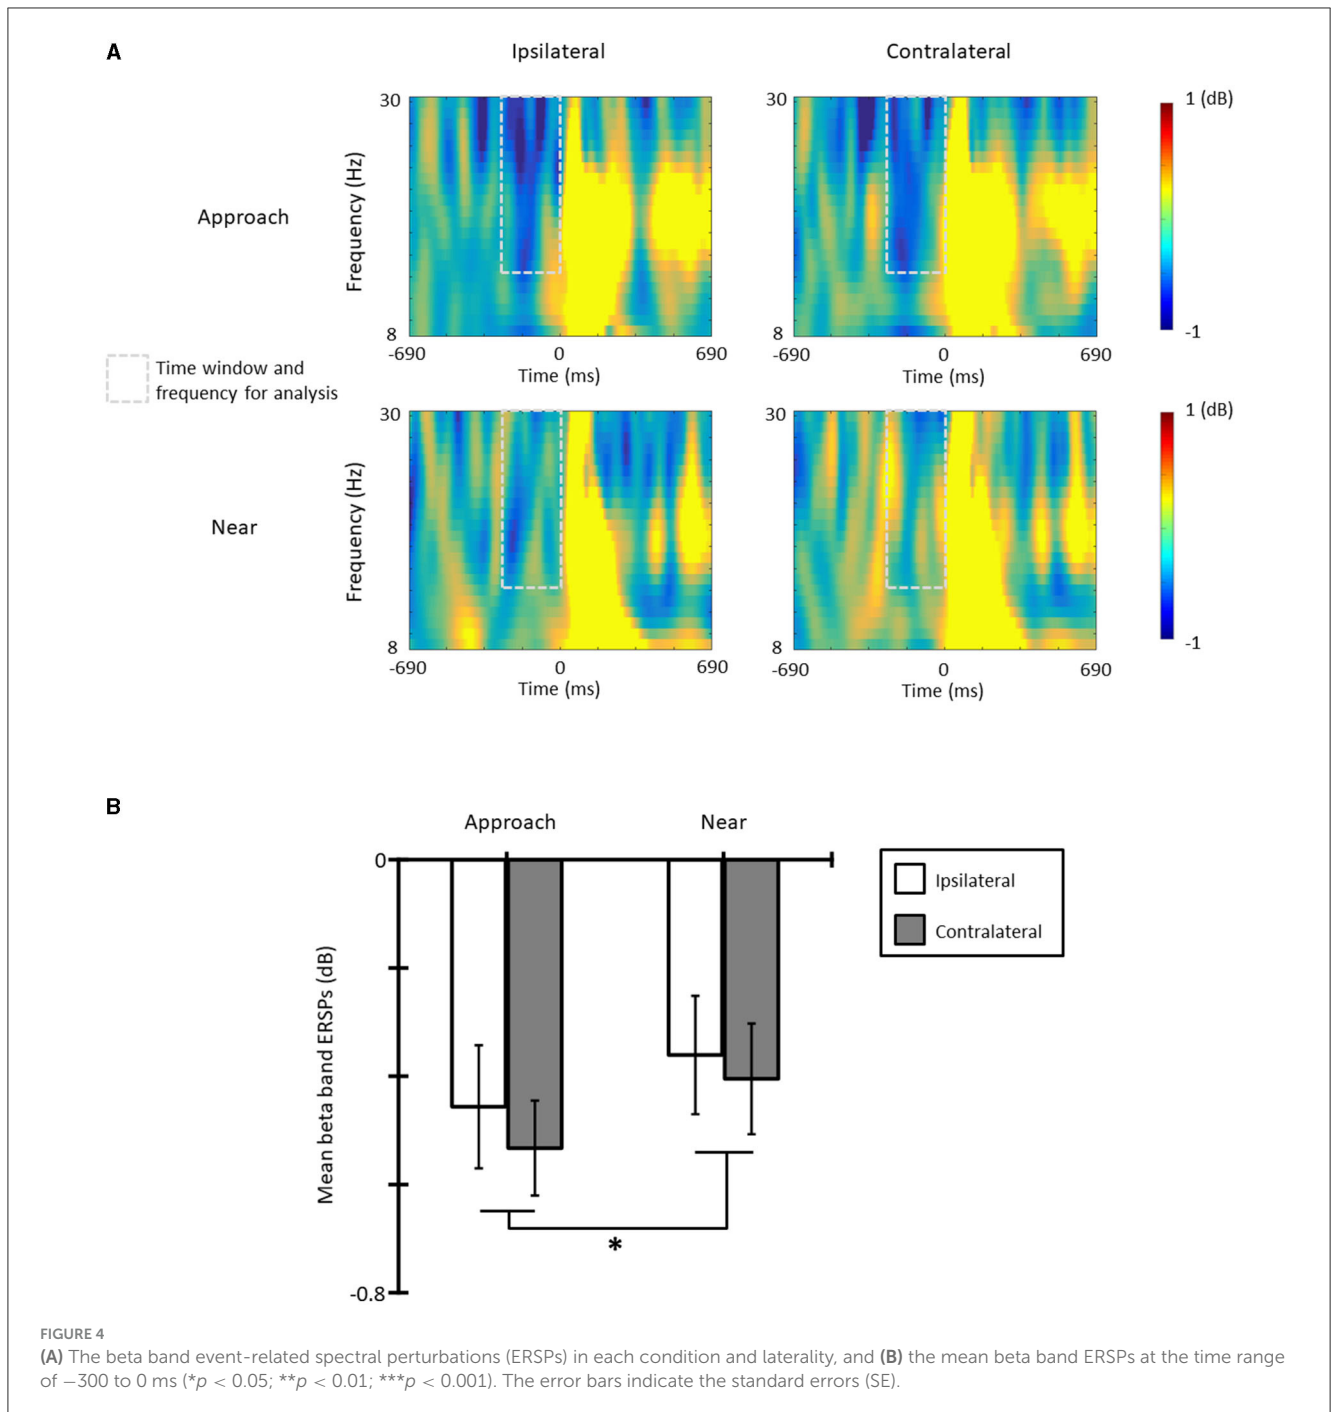 A
Ipsilateral
Contralateral
Approach
Frequency (Hz)
30
8
-690
0
690
Time (ms)
30
8
-690
0
690
Time (ms)
1 (dB)
-1
Time window and
frequency for analysis
Near
Frequency (Hz)
30
8
-690
0
690
Time (ms)
30
8
-690
0
690
Time (ms)
1 (dB)
-1
B
Approach
Near
Mean beta band ERSPs (dB)
0
-0.8
*
Ipsilateral
Contralateral
FIGURE 4
(A) The beta band event-related spectral perturbations (ERSPs) in each condition and laterality, and (B) the mean beta band ERSPs at the time range
of −300 to 0 ms (*p < 0.05; **p < 0.01; ***p < 0.001). The error bars indicate the standard errors (SE).